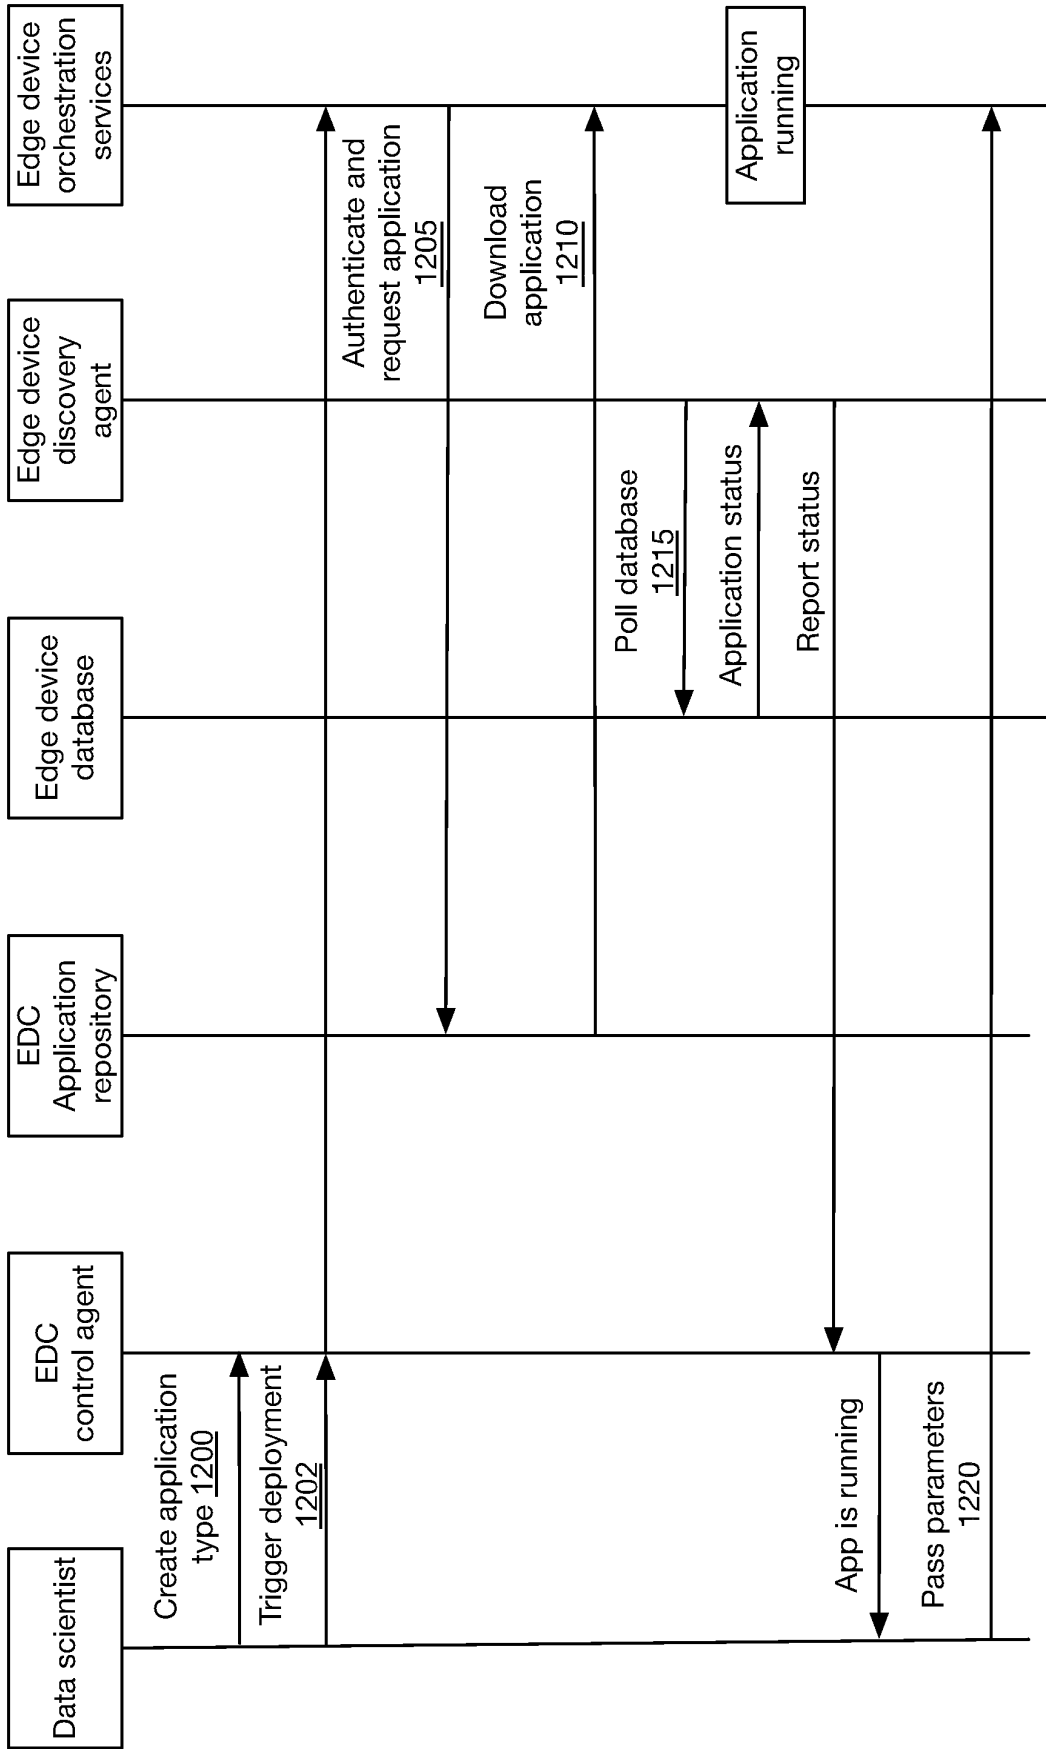 Data scientist
EDC
control agent
EDC
Application
repository
Edge device
database
Edge device
discovery
agent
Edge device
orchestration
services
Create application
type 1200
Trigger deployment
1202
Authenticate and
request application
1205
Download
application
1210
Poll database
1215
Application status
Application
running
Report status
App is running
Pass parameters
1220